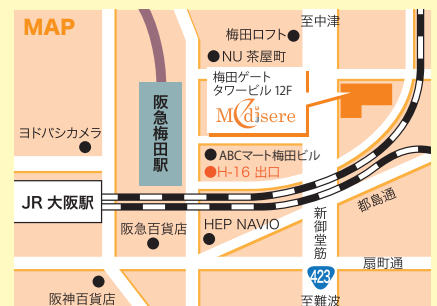 MAP
至中津
梅田ロフト
NU 茶屋町
梅田ゲート
タワービル 12F
Medisere
阪急梅田駅
ヨドバシカメラ
ABCマート梅田ビル
H-16 出口
JR 大阪駅
都島通
阪急百貨店
HEP NAVIO
新御堂筋
扇町通
423
阪神百貨店
至難波